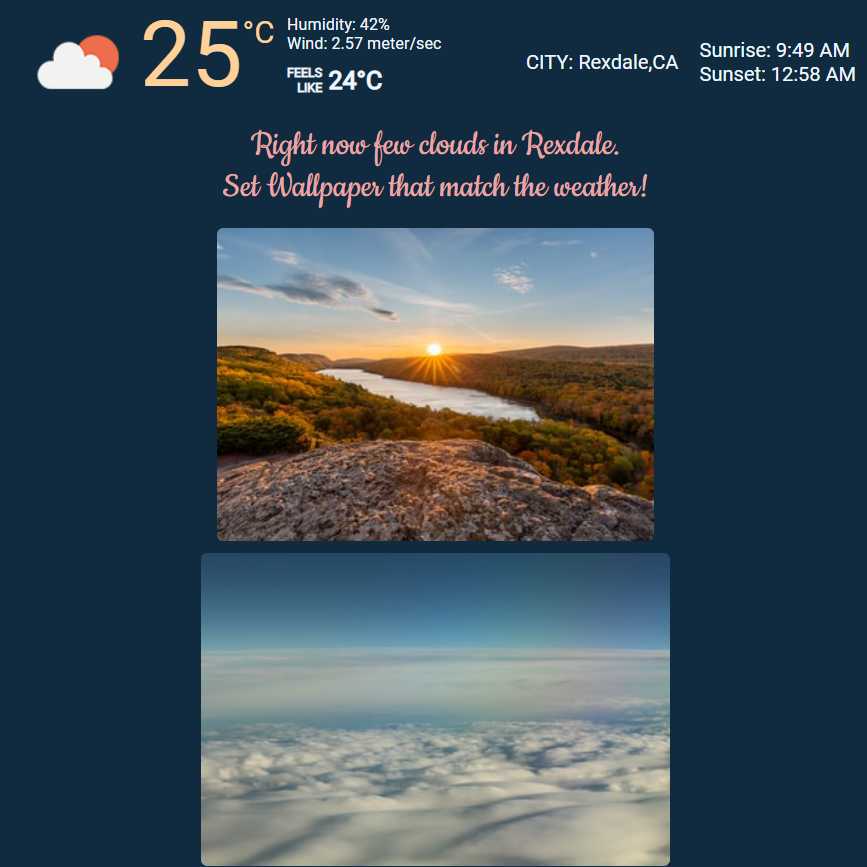 25°C
Humidity: 42%
Wind: 2.57 meter/sec
FEELS
LIKE 24°C
CITY: Rexdale,CA
Sunrise: 9:49 AM
Sunset: 12:58 AM
Right now few clouds in Rexdale.
Set Wallpaper that match the weather!